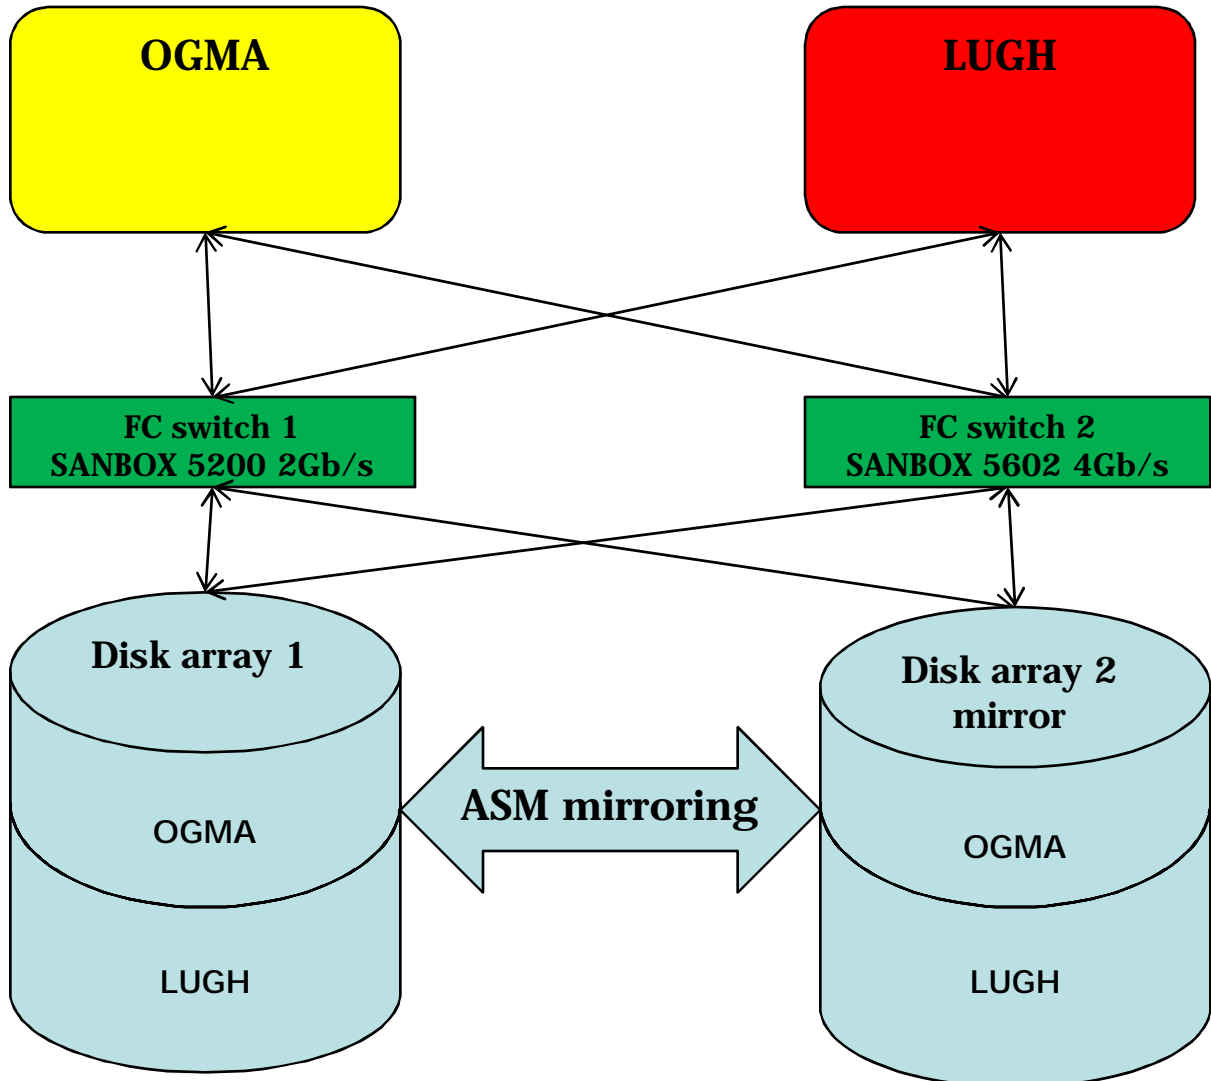 OGMA
LUGH
FC switch 1
SANBOX 5200 2Gb/s
FC switch 2
SANBOX 5602 4Gb/s
Disk array 1
Disk array 2
mirror
ASM mirroring
OGMA
OGMA
LUGH
LUGH